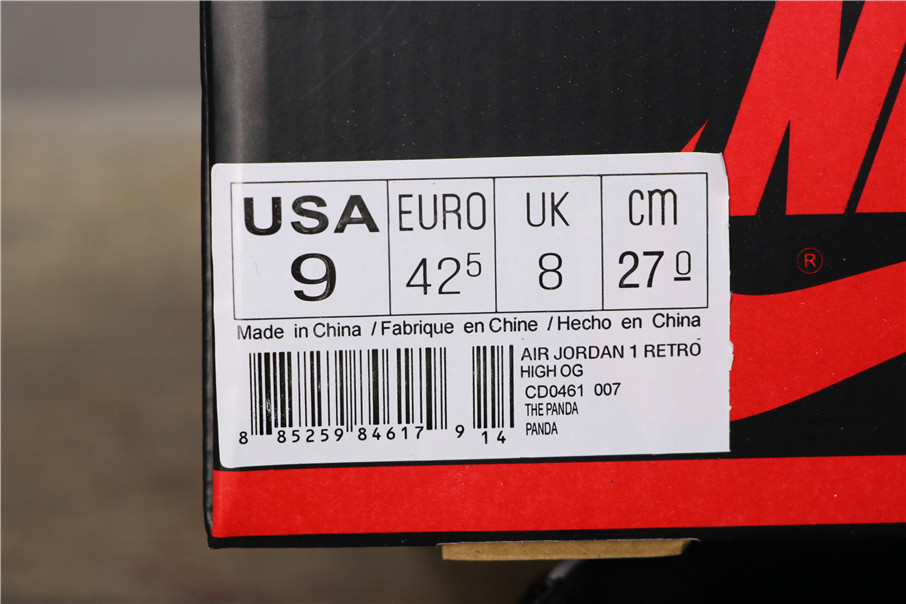 USA EURO UK cm
9 42⁵ 8 27 0
Made in China / Fabrique en Chine / Hecho en China
AIR JORDAN 1 RETRO
HIGH OG
CD0461 007
THE PANDA
PANDA
8 85259 84617 9 14
®